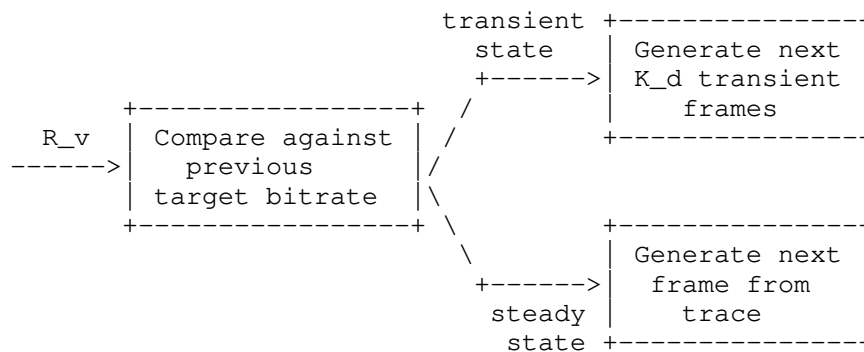 transient
state
Generate next
K_d transient
frames
R_v
Compare against
previous
target bitrate
Generate next
frame from
trace
steady
state